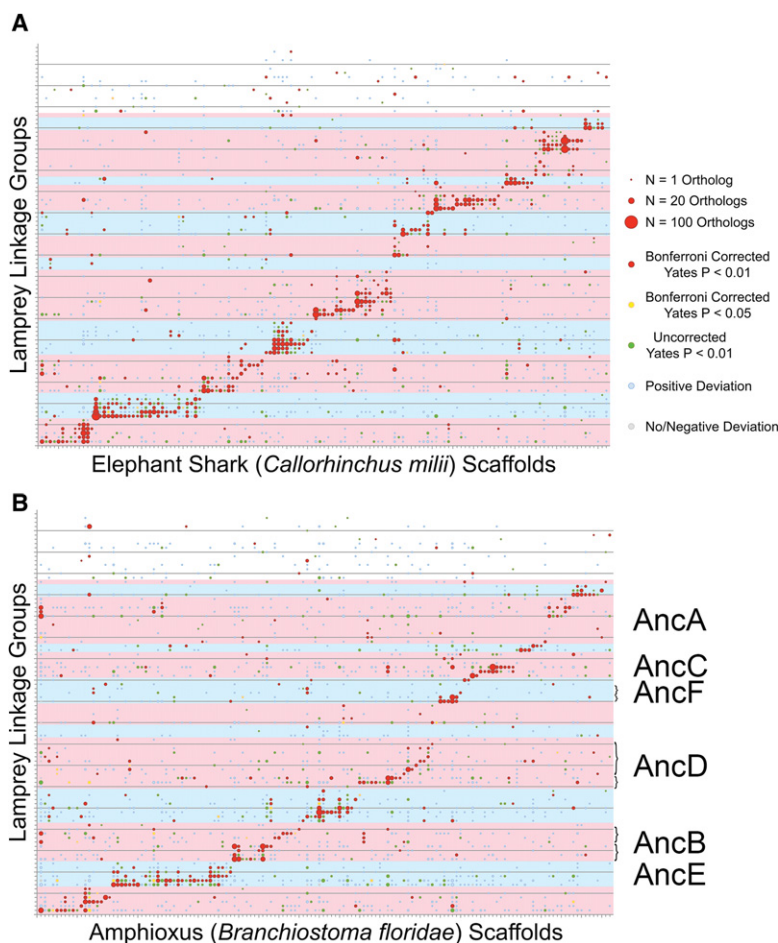 A
Lamprey Linkage Groups
Elephant Shark (Callorhinchus milii) Scaffolds
N = 1 Ortholog
N = 20 Orthologs
N = 100 Orthologs
Bonferroni Corrected
Yates P < 0.01
Bonferroni Corrected
Yates P < 0.05
Uncorrected
Yates P < 0.01
Positive Deviation
No/Negative Deviation
B
Lamprey Linkage Groups
Amphioxus (Branchiostoma floridae) Scaffolds
AncA
AncC
AncF
AncD
AncB
AncE